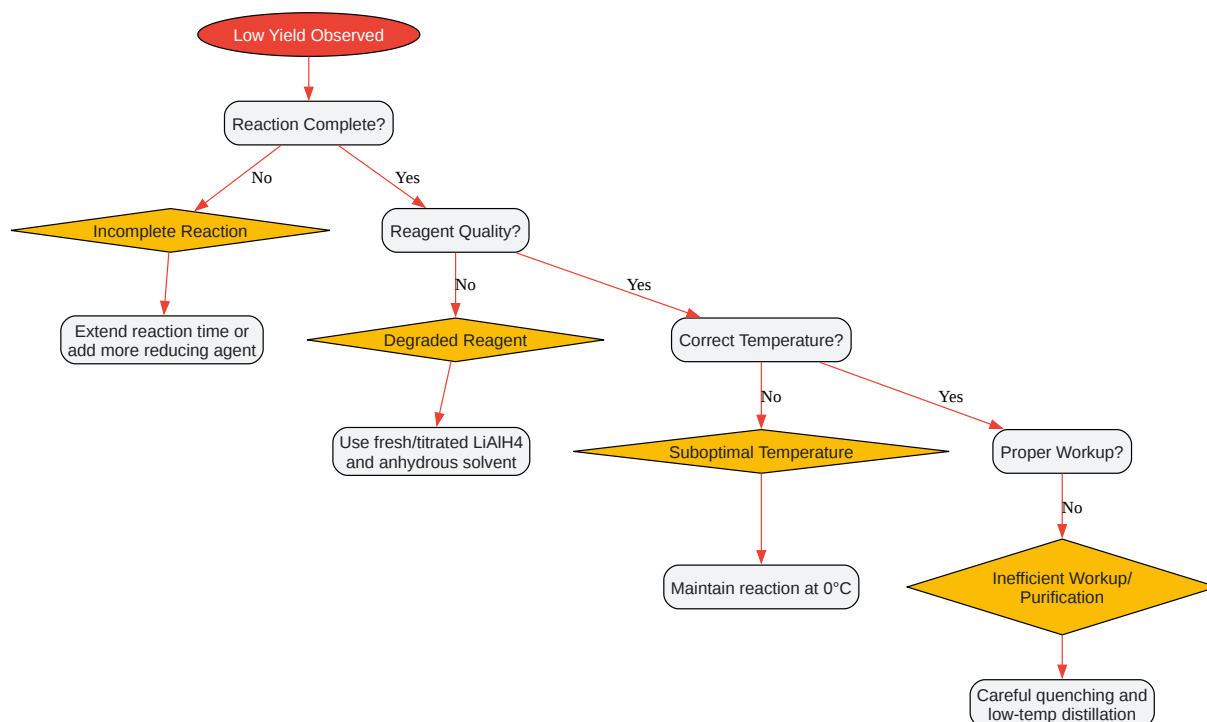 Low Yield Observed
Reaction Complete?
No
Yes
Incomplete Reaction
Reagent Quality?
No
Yes
Extend reaction time or
add more reducing agent
Degraded Reagent
Correct Temperature?
No
Yes
Use fresh/titrated LiAlH4
and anhydrous solvent
Suboptimal Temperature
Proper Workup?
No
Maintain reaction at 0°C
Inefficient Workup/
Purification
Careful quenching and
low-temp distillation